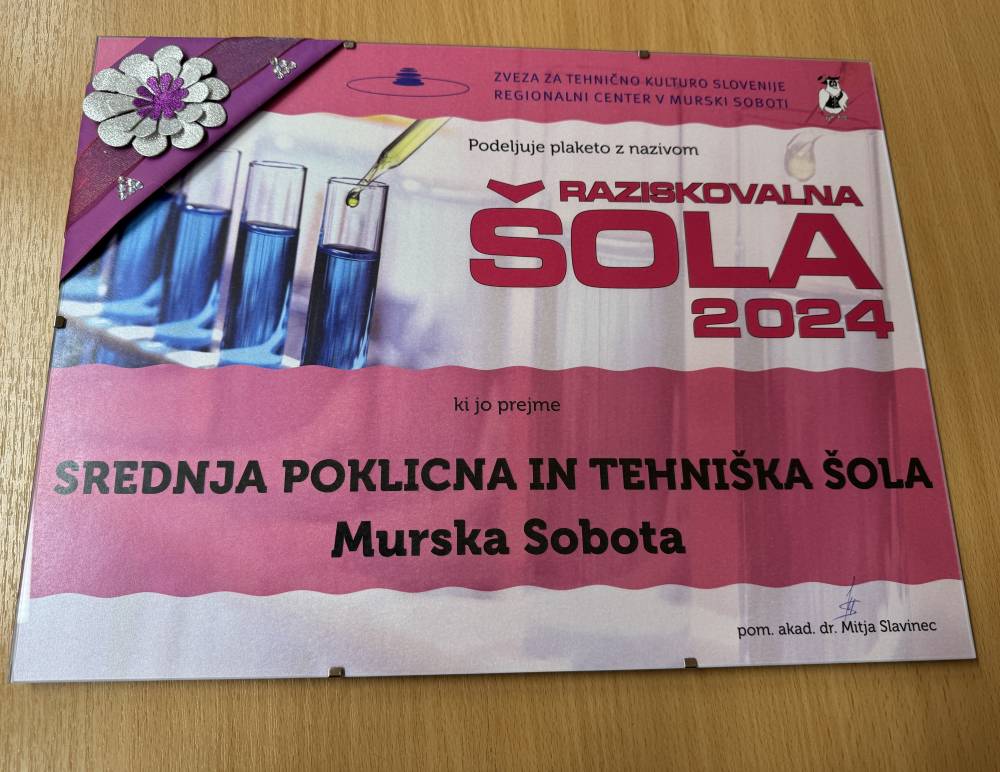 ZVEZA ZA TEHNIČNO KULTURO SLOVENIJE
REGIONALNI CENTER V MURSKI SOBOTI
Podeljuje plaketo z nazivom
RAZISKOVALNA
ŠOLA
2024
ki jo prejme
SREDNJA POKLICNA IN TEHNIŠKA ŠOLA
Murska Sobota
pom. akad. dr. Mitja Slavinec